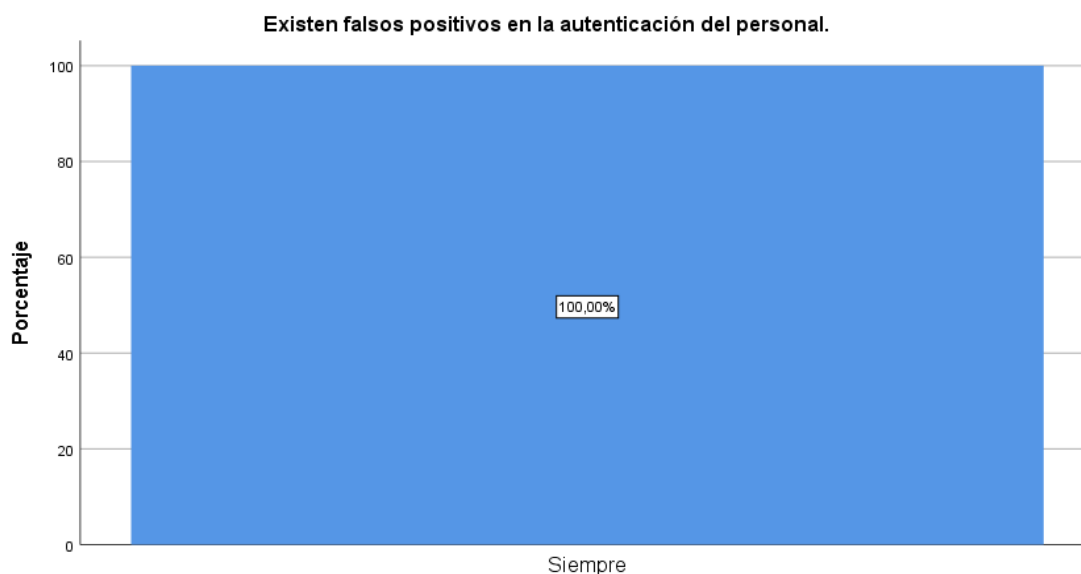 Existen falsos positivos en la autenticación del personal.
Porcentaje
100
80
60
40
20
0
100,00%
Siempre